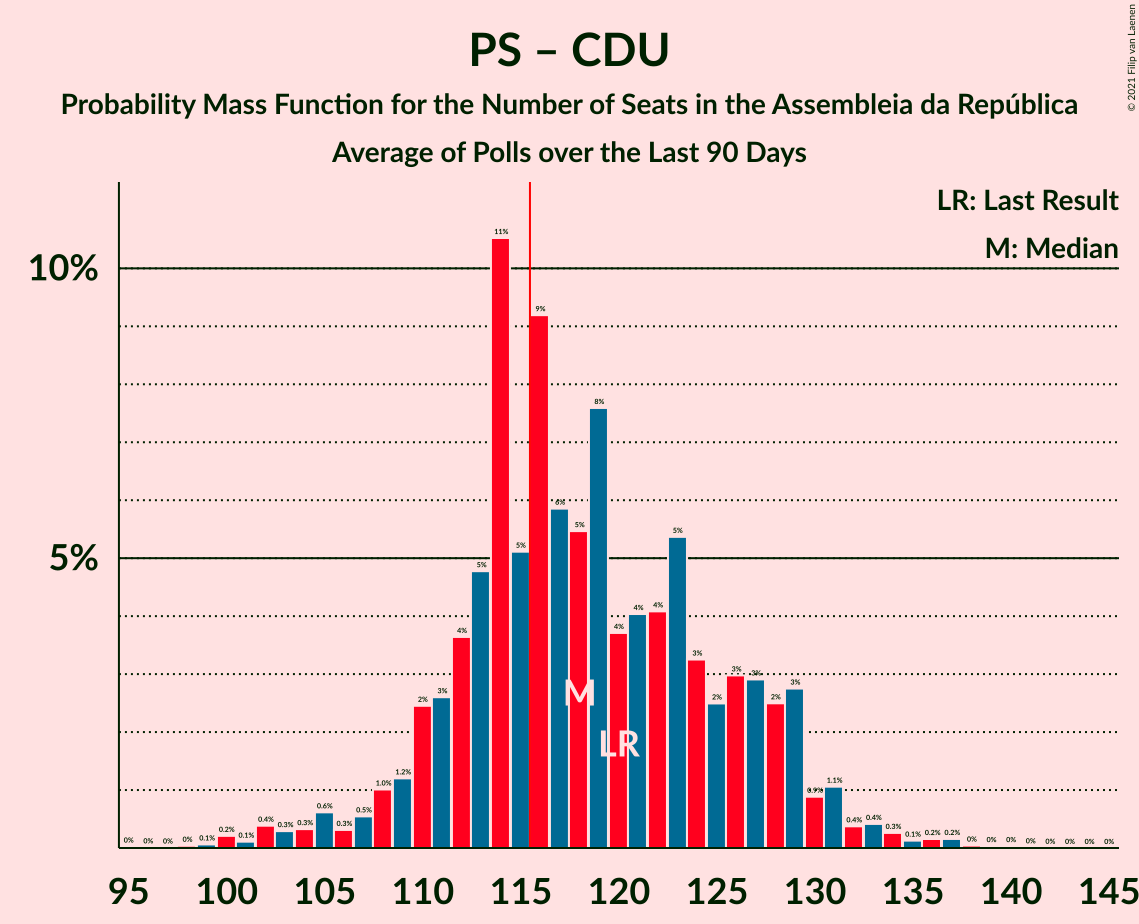 PS – CDU
Probability Mass Function for the Number of Seats in the Assembleia da República
Average of Polls over the Last 90 Days
© 2021 Filip van Laenen
LR: Last Result
M: Median
10%
5%
0% 0% 0% 0% 0.1% 0.2% 0.1% 0.4% 0.3% 0.3% 0.6% 0.3% 0.5% 1.0% 1.2% 2% 3% 4% 5% 11% 5% 9% 6% 5% 8% 4% 4% 4% 5% 3% 2% 3% 3% 2% 3% 0.9% 1.1% 0.4% 0.4% 0.3% 0.1% 0.2% 0.2% 0% 0% 0% 0% 0% 0% 0% 0%
M
LR
95 100 105 110 115 120 125 130 135 140 145